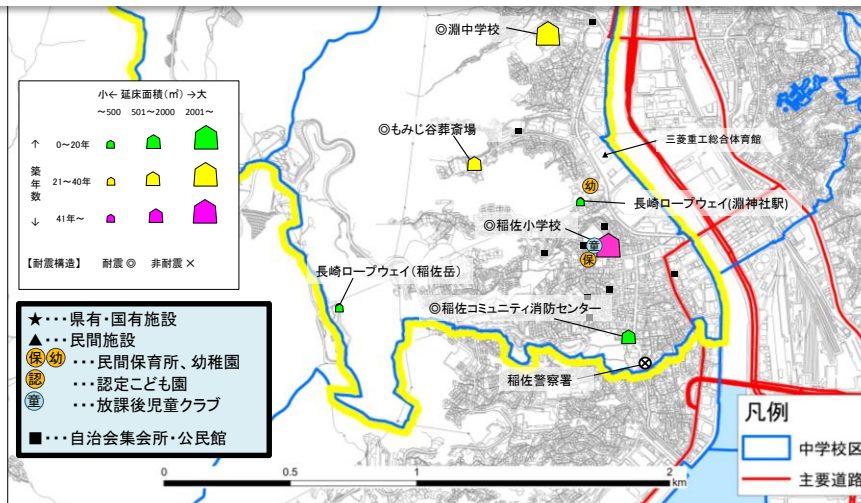 ◎淵中学校
小← 延床面積(㎡) →大
～500 501～2000 2001～
↑ 0～20年
築年数 21～40年
↓ 41年～
【耐震構造】 耐震◎ 非耐震×
◎もみじ谷葬斎場
三菱重工総合体育館
幼
長崎ロープウェイ(淵神社駅)
◎稲佐小学校
童
保
長崎ロープウェイ(稲佐岳)
◎稲佐コミュニティ消防センター
稲佐警察署
★・・・県有・国有施設
▲・・・民間施設
保 幼 ・・・民間保育所、幼稚園
認 ・・・認定こども園
童 ・・・放課後児童クラブ
■・・・自治会集会所・公民館
凡例
中学校区
主要道路
0 0.5 1 2
km